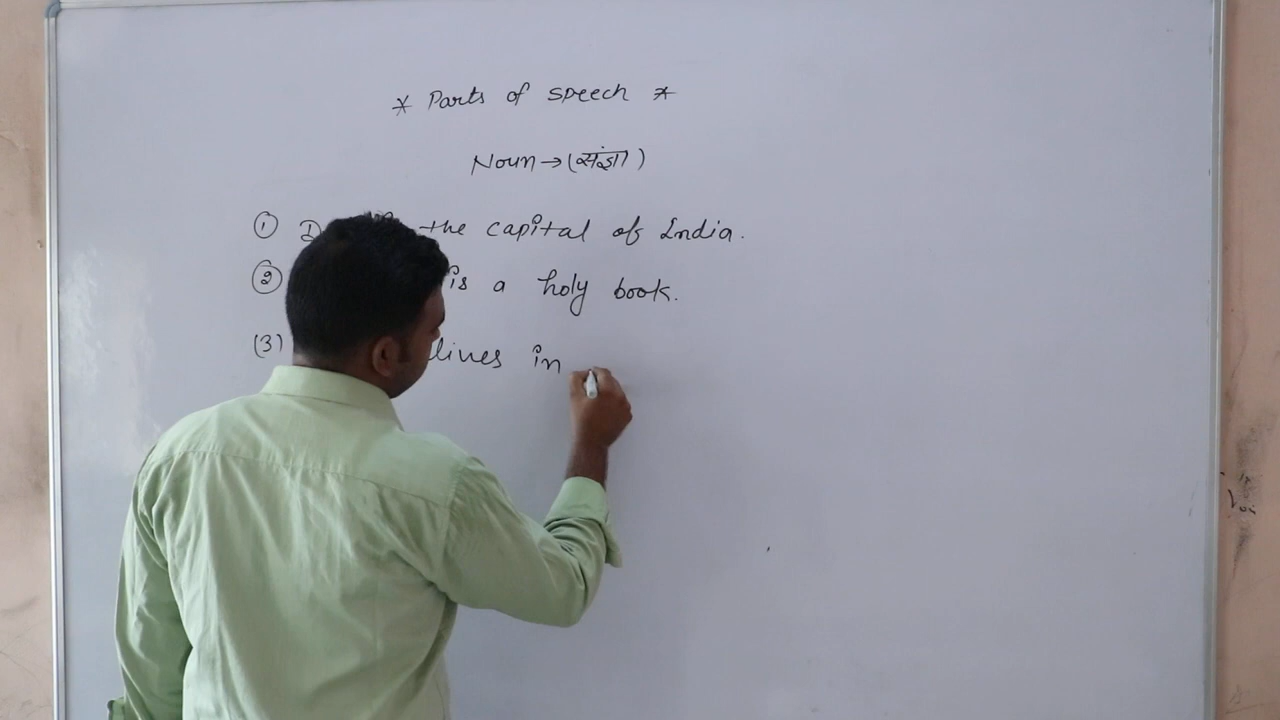 * Parts of speech *
Noun → (संज्ञा)
① D the capital of India.
② is a holy book.
(3) lives in